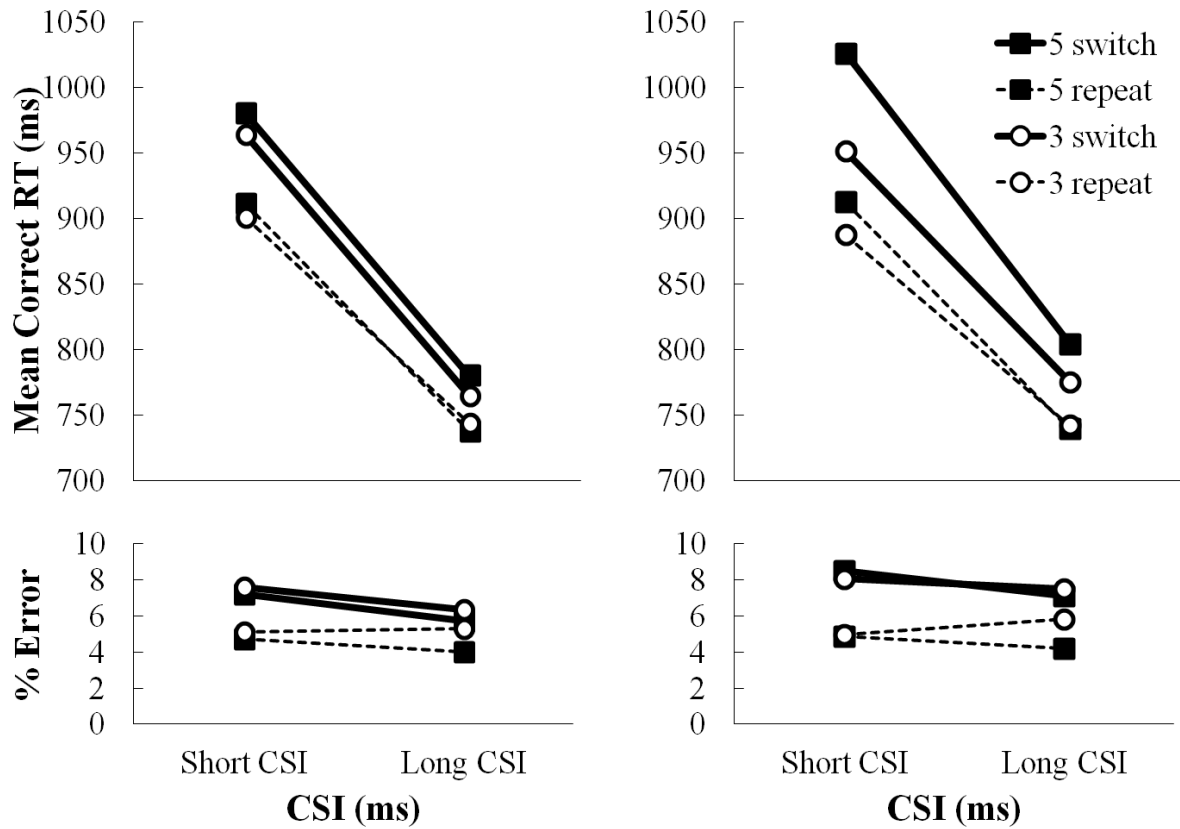 Mean Correct RT (ms)
1050
1000
950
900
850
800
750
700
1050
1000
950
900
850
800
750
700
5 switch
5 repeat
3 switch
3 repeat
% Error
10
8
6
4
2
0
10
8
6
4
2
0
Short CSI Long CSI
CSI (ms)
Short CSI Long CSI
CSI (ms)